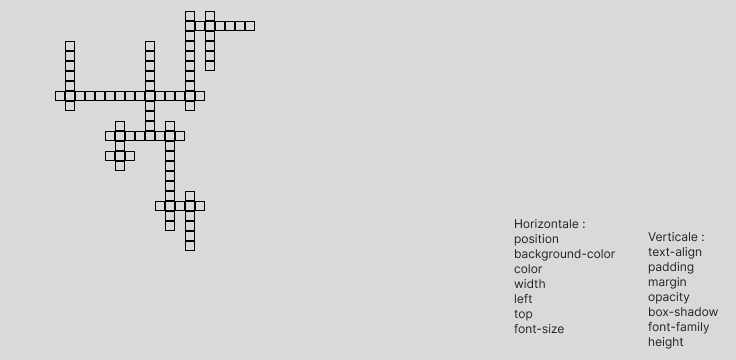 Horizontale :
position
background-color
color
width
left
top
font-size
Verticale :
text-align
padding
margin
opacity
box-shadow
font-family
height